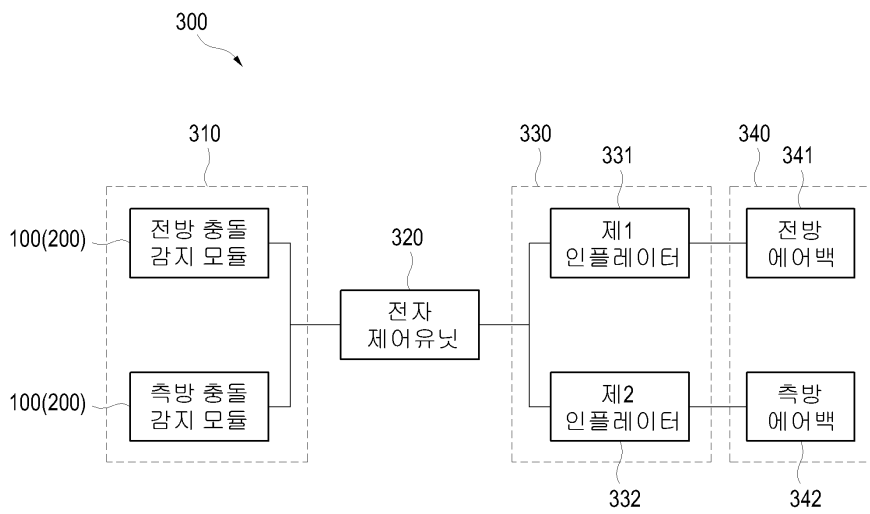 300
310
330
340
331
341
100(200)
전방 충돌
감지 모듈
320
제1
인플레이터
전방
에어백
전자
제어유닛
100(200)
측방 충돌
감지 모듈
제2
인플레이터
측방
에어백
332
342